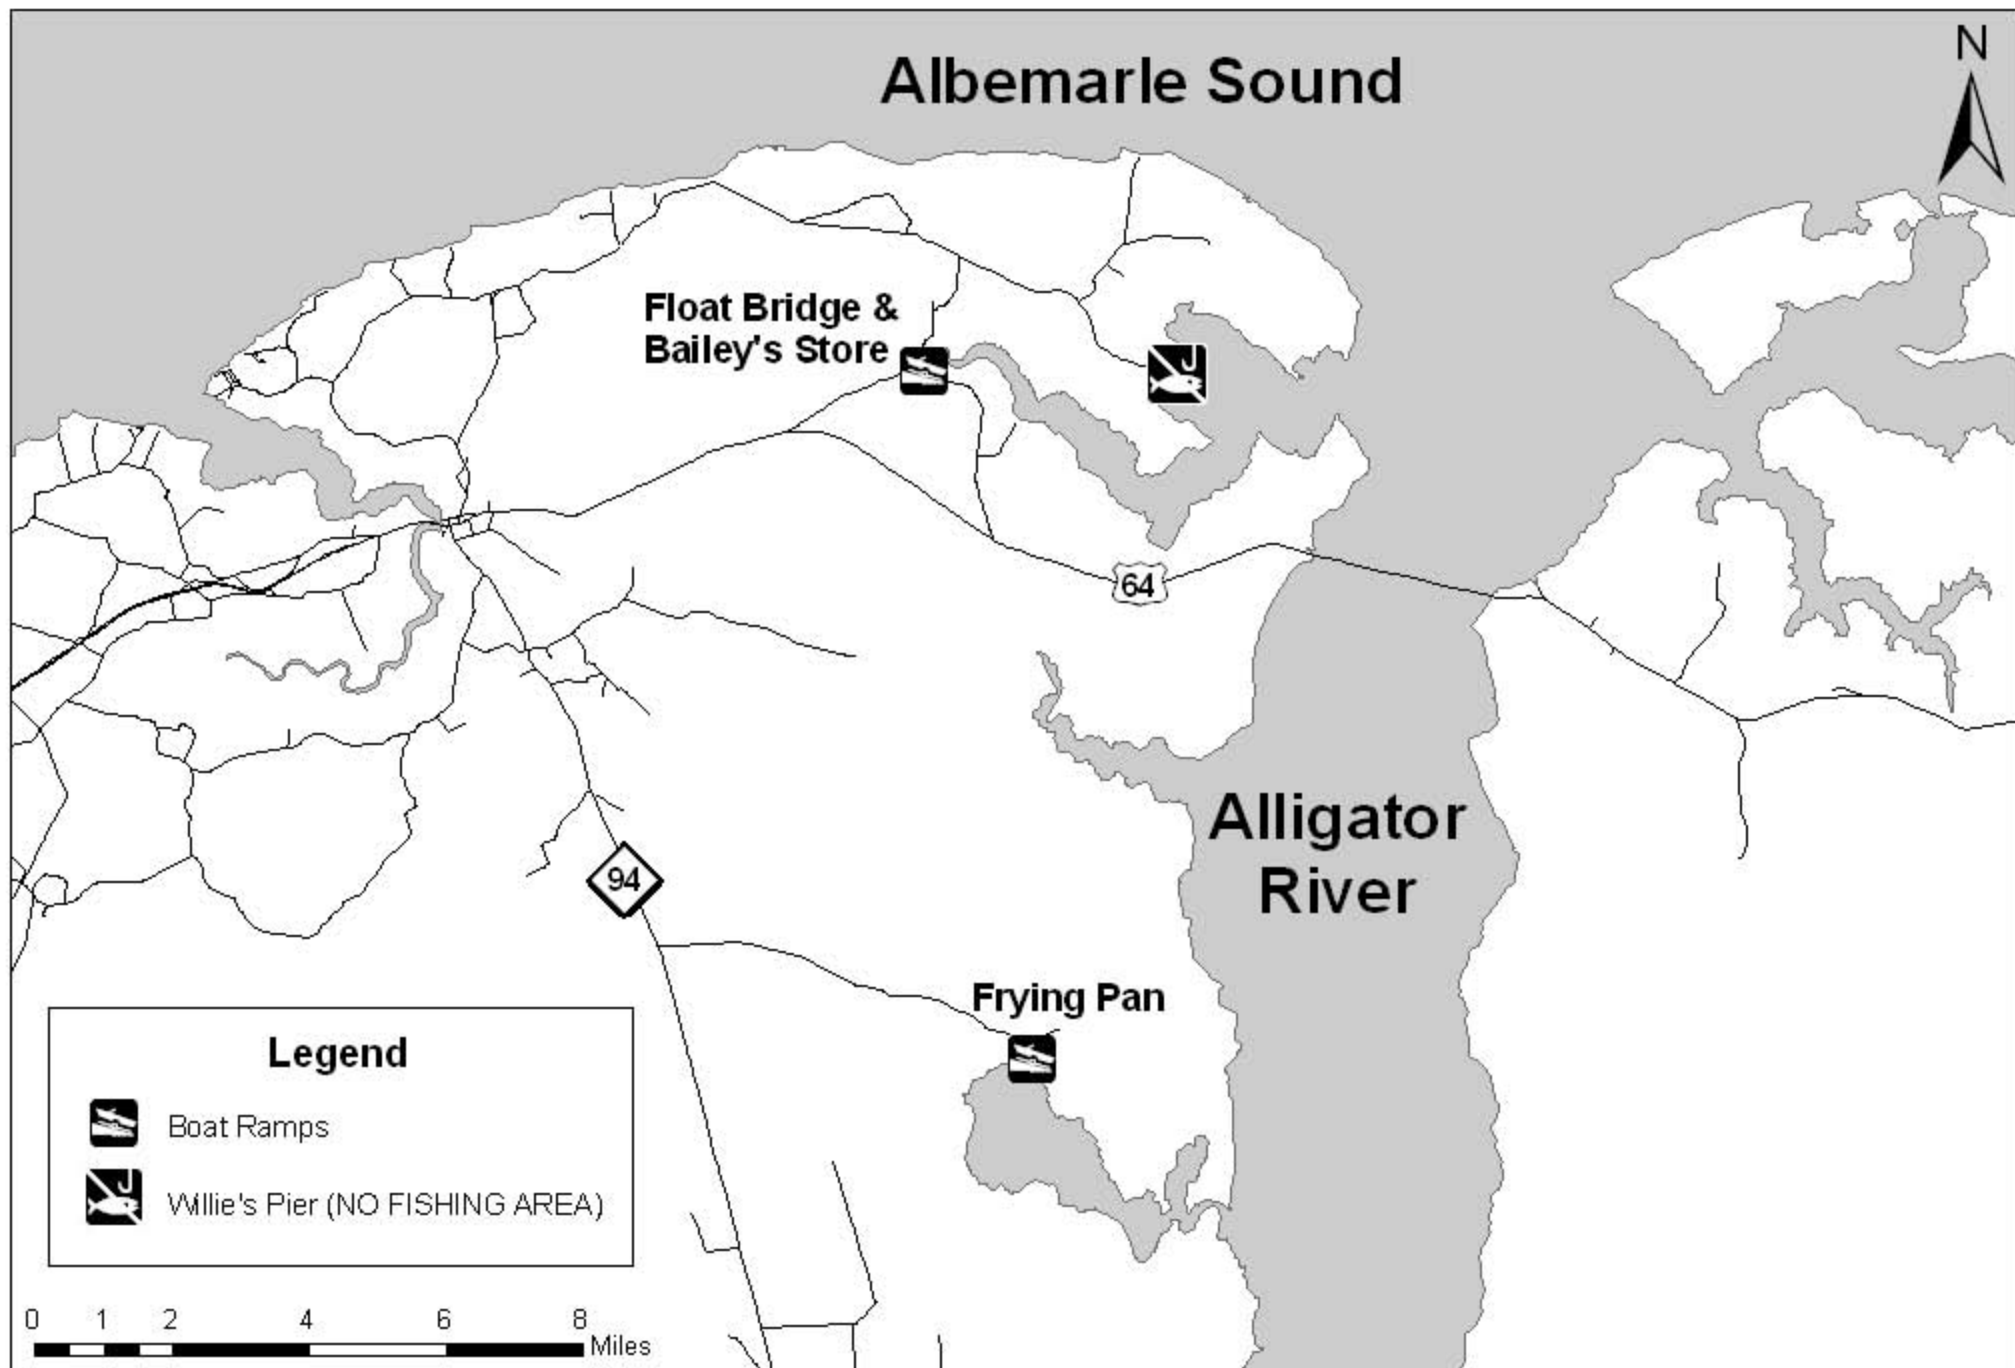 Albemarle Sound
N
Float Bridge &
Bailey's Store
64
Alligator
River
94
Frying Pan
Legend
Boat Ramps
Willie's Pier (NO FISHING AREA)
0 1 2 4 6 8
Miles